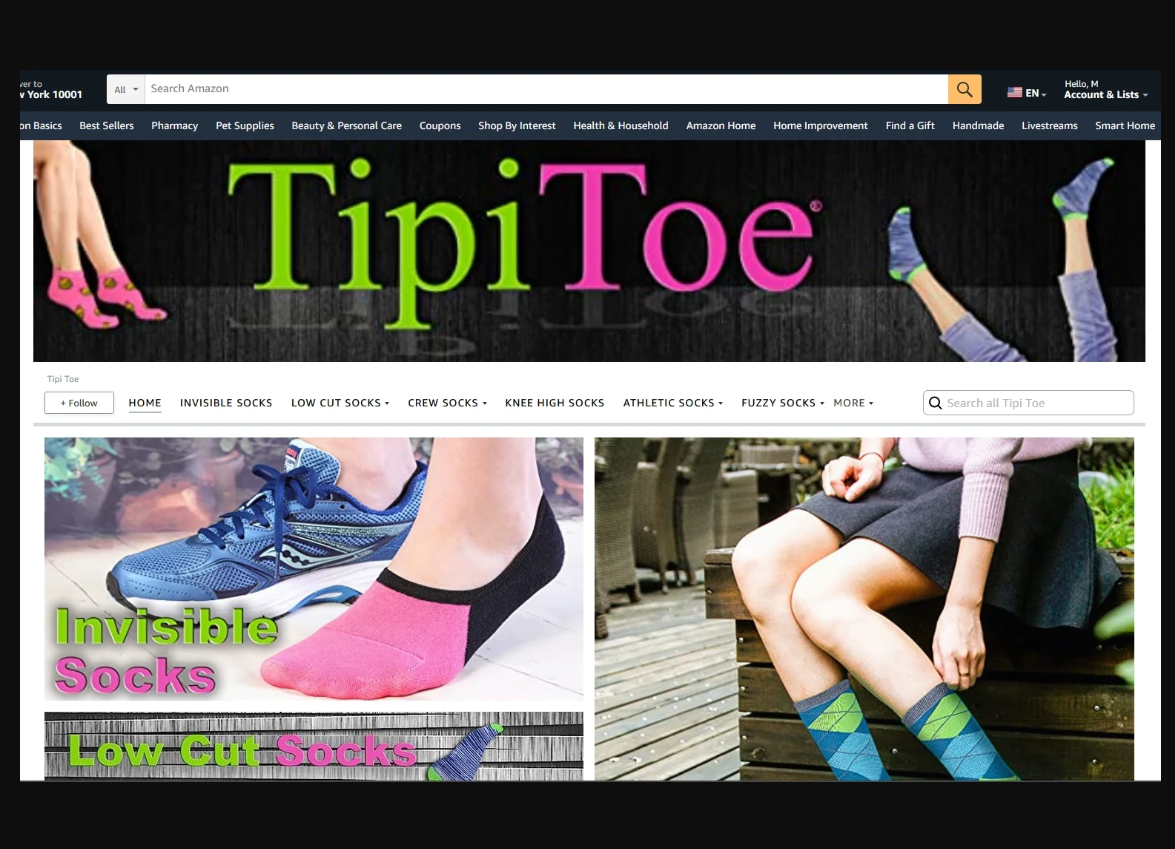 ver to
v York 10001
All
Search Amazon
EN
Hello, M
Account & Lists
on Basics Best Sellers Pharmacy Pet Supplies Beauty & Personal Care Coupons Shop By Interest Health & Household Amazon Home Home Improvement Find a Gift Handmade Livestreams Smart Home
TipiToe®
Tipi Toe
+ Follow
HOME INVISIBLE SOCKS LOW CUT SOCKS CREW SOCKS KNEE HIGH SOCKS ATHLETIC SOCKS FUZZY SOCKS MORE
Search all Tipi Toe
Invisible
Socks
Low Cut Socks